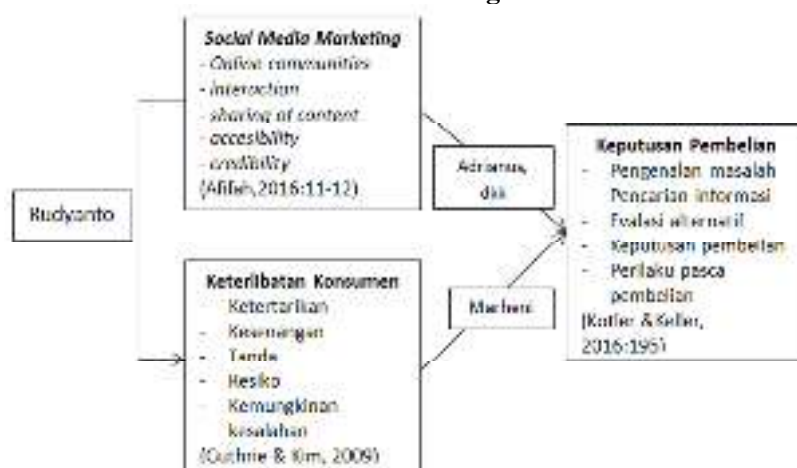 Social Media Marketing
- Online communities
- interaction
- sharing of content
- accesibility
- credibility
(Afifah,2016:11-12)
Rudyanto
Adrianus,
dkk
Keterlibatan Konsumen
- Ketertarikan
- Kesenangan
- Tanda
- Resiko
- Kemungkinan
kesalahan
(Guthrie & Kim, 2009)
Marheni
Keputusan Pembelian
- Pengenalan masalah
- Pencarian informasi
- Evalasi alternatif
- Keputusan pembelian
- Perilaku pasca
pembelian
(Kotler & Keller,
2016:195)